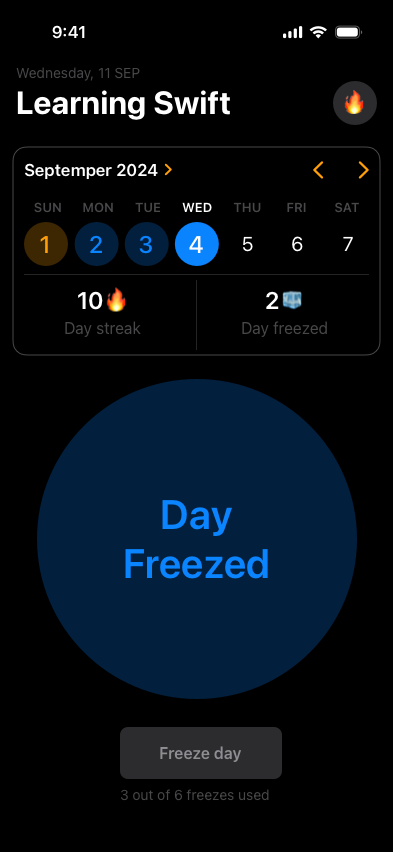 9:41
Wednesday, 11 SEP
Learning Swift
Septemper 2024
SUN MON TUE WED THU FRI SAT
1 2 3 4 5 6 7
10 2
Day streak Day freezed
Day
Freezed
Freeze day
3 out of 6 freezes used